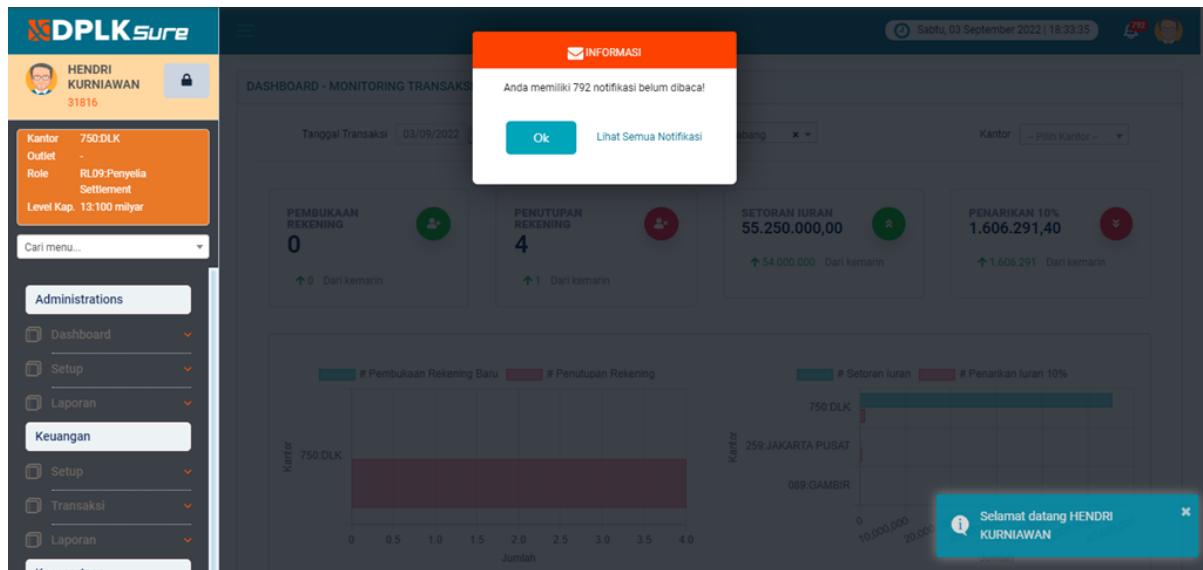 DPLKSure
HENDRI
KURNIAWAN
31816
Kantor 750:DLK
Outlet -
Role RL09:Penyelia
Settlement
Level Kap. 13:100 milyar
Cari menu...
Administrations
Dashboard
Setup
Laporan
Keuangan
Setup
Transaksi
Laporan
Sabtu, 03 September 2022 | 18:33:35
792
INFORMASI
Anda memiliki 792 notifikasi belum dibaca!
Ok Lihat Semua Notifikasi
DASHBOARD - MONITORING TRANSAKSI
Tanggal Transaksi 03/09/2022
Kantor -- Pilih Kantor --
PEMBUKAAN
REKENING
0
0 Dari kemarin
PENUTUPAN
REKENING
4
1 Dari kemarin
SETORAN IURAN
55.250.000,00
54.000.000 Dari kemarin
PENARIKAN 10%
1.606.291,40
1.606.291 Dari kemarin
# Pembukaan Rekening Baru # Penutupan Rekening
Kantor
750:DLK
0 0.5 1.0 1.5 2.0 2.5 3.0 3.5 4.0
Jumlah
# Setoran Iuran # Penarikan Iuran 10%
Kantor
750:DLK
259:JAKARTA PUSAT
089:GAMBIR
0 10,000,000
Selamat datang HENDRI
KURNIAWAN